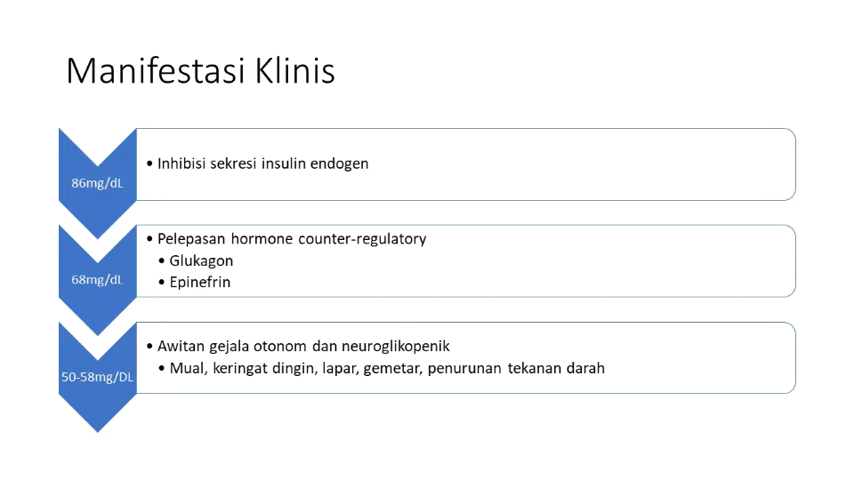 Manifestasi Klinis
86mg/dL
• Inhibisi sekresi insulin endogen
68mg/dL
• Pelepasan hormone counter-regulatory
• Glukagon
• Epinefrin
50-58mg/DL
• Awitan gejala otonom dan neuroglikopenik
• Mual, keringat dingin, lapar, gemetar, penurunan tekanan darah